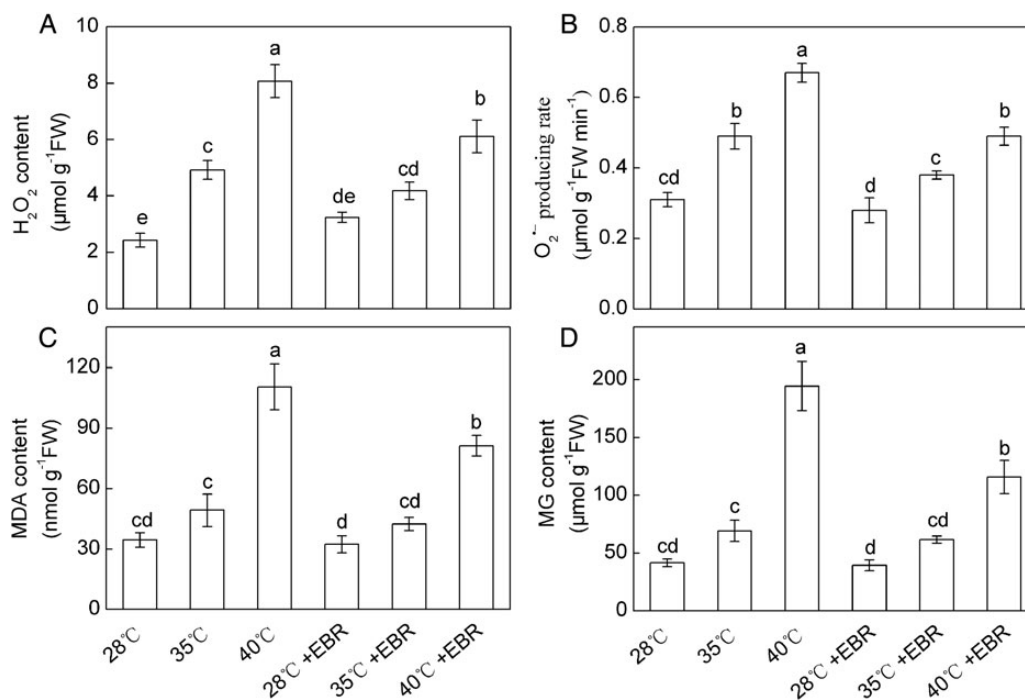 A
H₂O₂ content
(μmol g⁻¹FW)
10
8
6
4
2
0
e
c
a
de
cd
b
B
O₂•⁻ producing rate
(μmol g⁻¹FW min⁻¹)
0.8
0.6
0.4
0.2
0.0
cd
b
a
d
c
b
C
MDA content
(nmol g⁻¹FW)
120
90
60
30
0
cd
c
a
d
cd
b
28℃
35℃
40℃
28℃ +EBR
35℃ +EBR
40℃ +EBR
D
MG content
(μmol g⁻¹FW)
200
150
100
50
0
cd
c
a
d
cd
b
28℃
35℃
40℃
28℃ +EBR
35℃ +EBR
40℃ +EBR